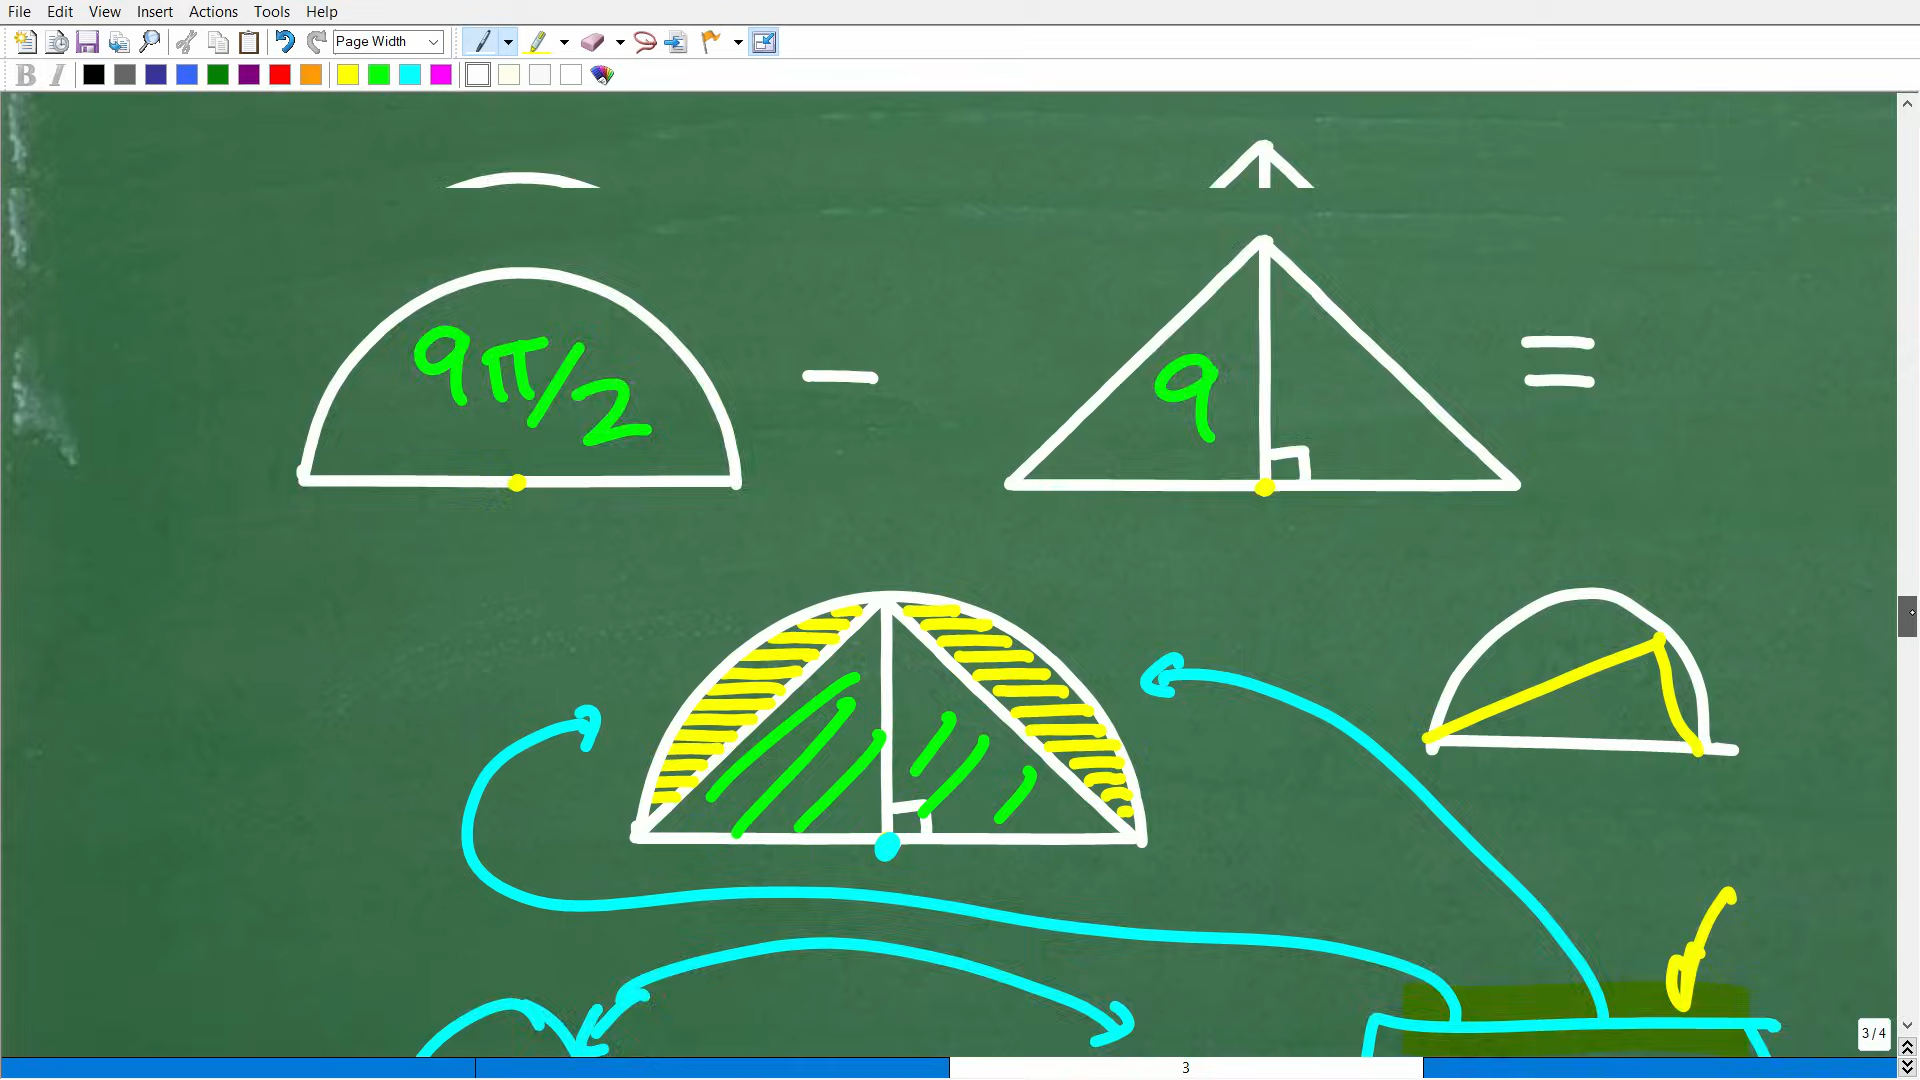 File Edit View Insert Actions Tools Help
Page Width
B I
9π/2 − 9 =
3 / 4
3